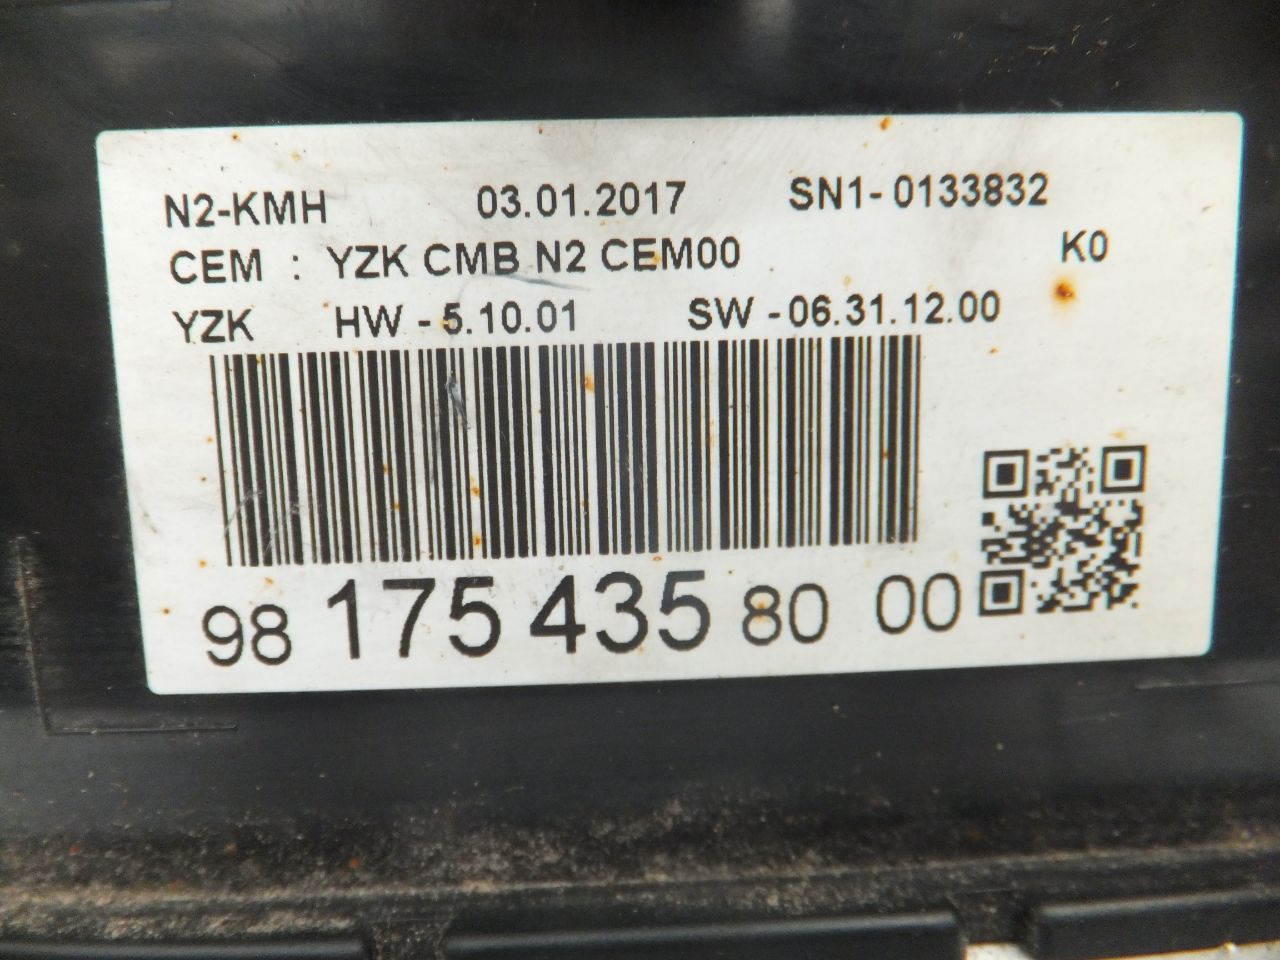 N2-KMH 03.01.2017 SN1-0133832
CEM : YZK CMB N2 CEM00 K0
YZK HW - 5.10.01 SW -06.31.12.00
98 175 435 80 00